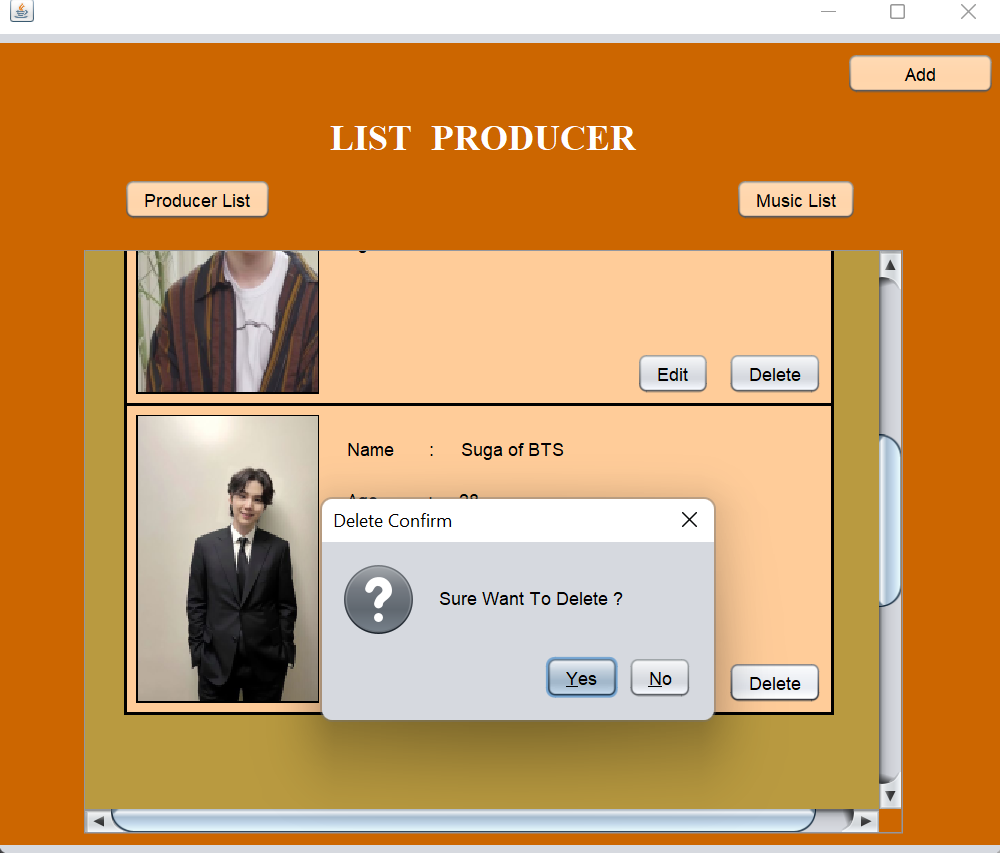 Add
LIST PRODUCER
Producer List
Music List
Edit
Delete
Name : Suga of BTS
Age : 28
Delete Confirm
Sure Want To Delete ?
Yes
No
Delete